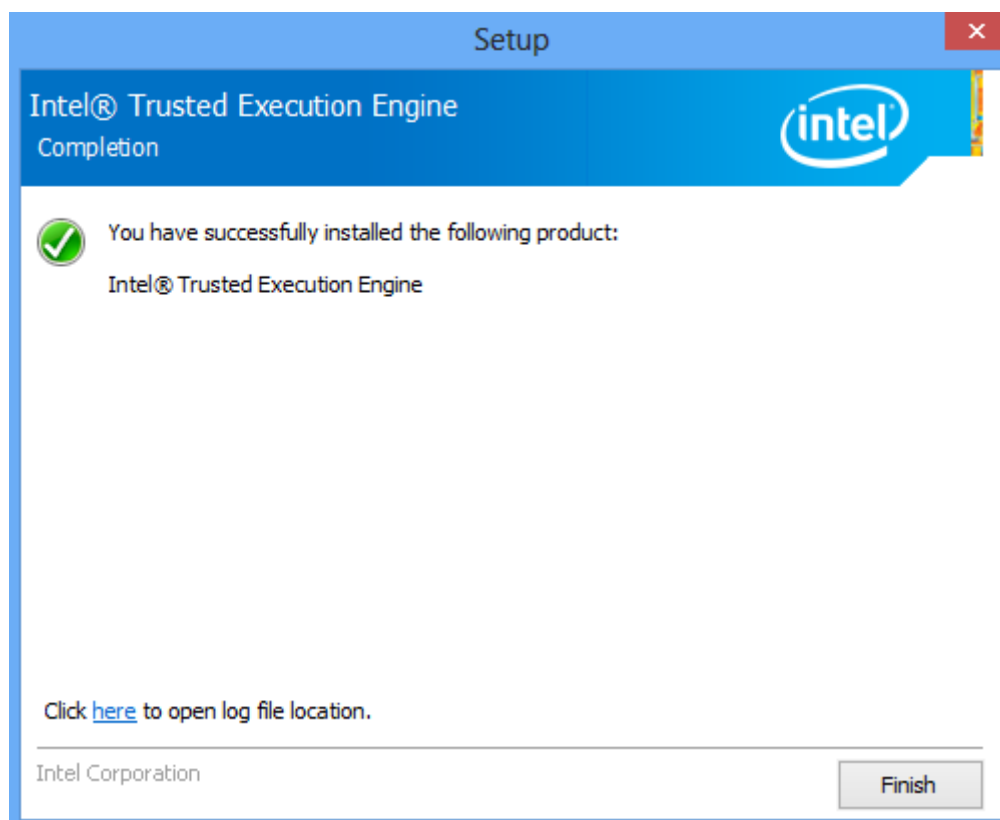 Setup
Intel® Trusted Execution Engine
Completion
intel
You have successfully installed the following product:
Intel® Trusted Execution Engine
Click here to open log file location.
Intel Corporation
Finish